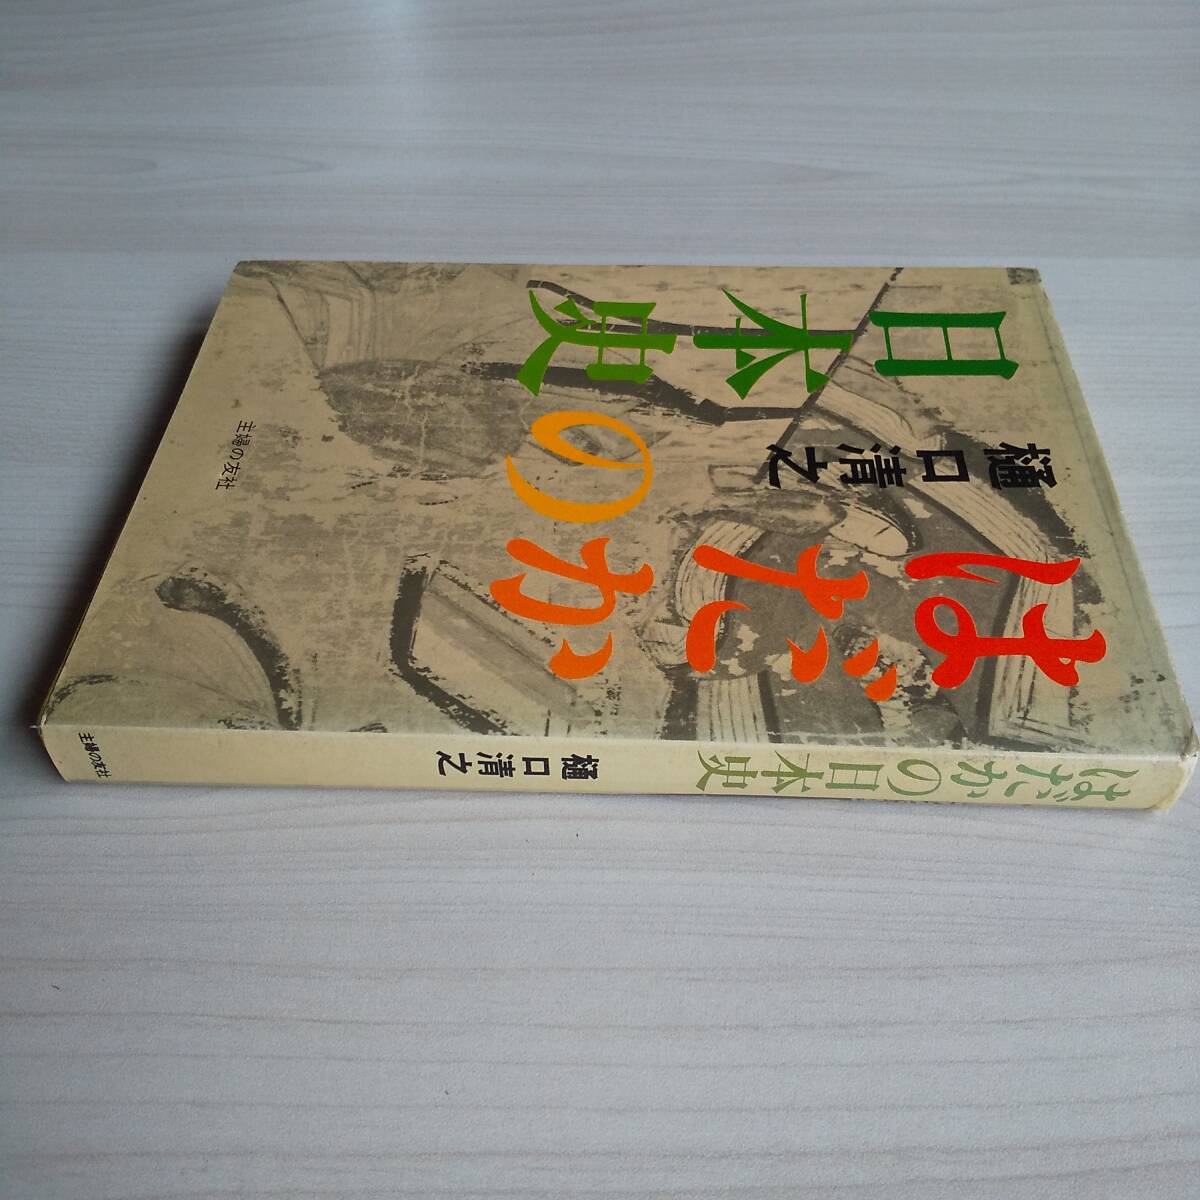 はだかの
日本史
樋口清之
主婦の友社
はだかの日本史
樋口清之
主婦の友社